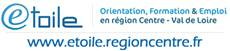 etoile
Orientation, Formation & Emploi
en région Centre - Val de Loire
www.etoile.regioncentre.fr